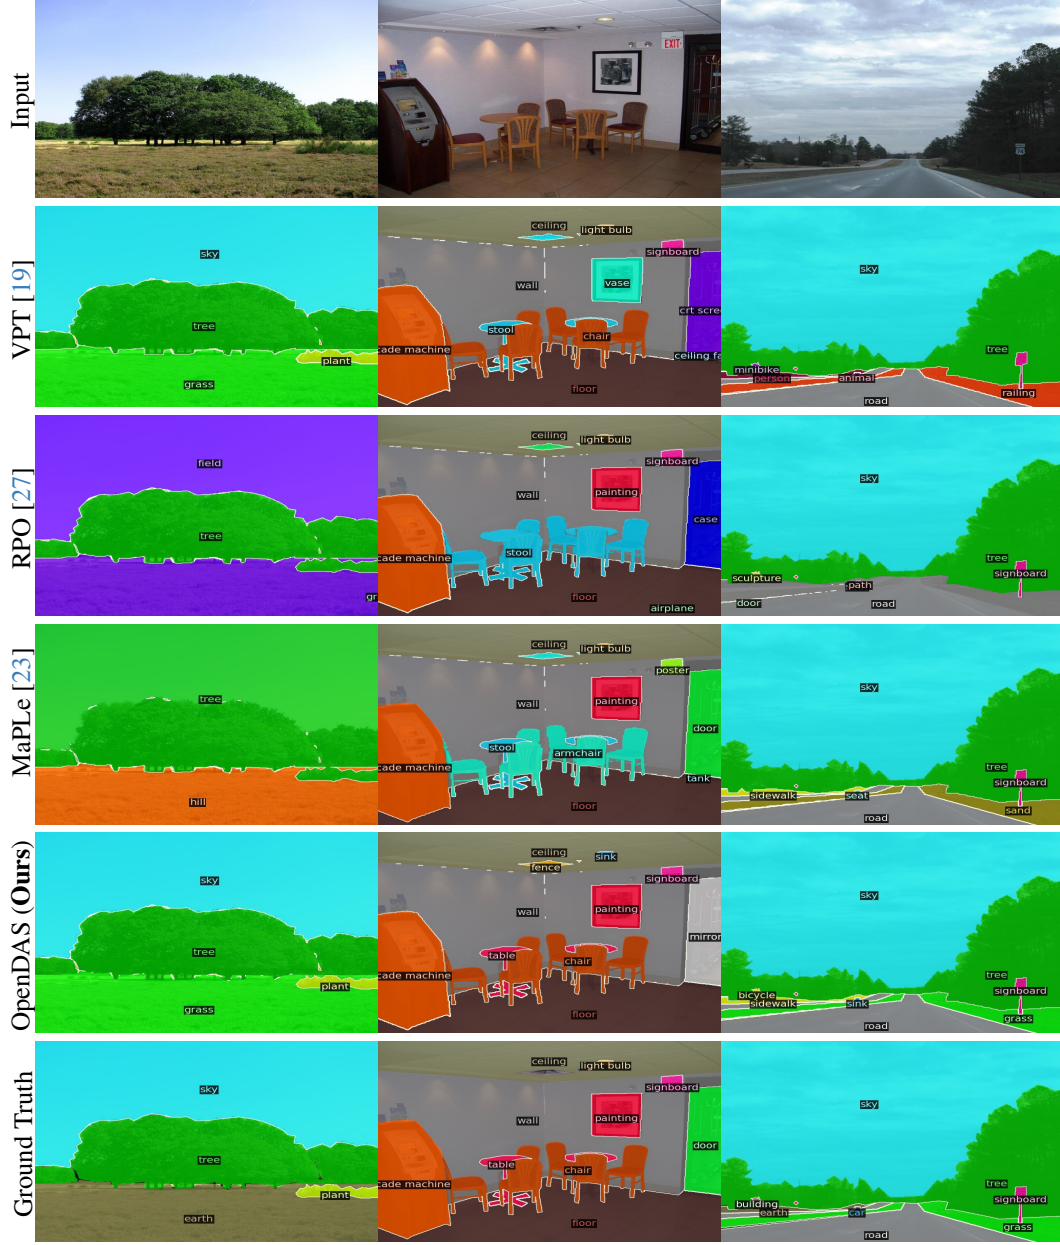 Input
EXIT
VPT [19]
sky
tree
plant
grass
ceiling
light bulb
signboard
wall
vase
crt scree
stool
chair
cade machine
ceiling fa
floor
sky
tree
minibike
person
animal
railing
road
RPO [27]
field
tree
gr
ceiling
light bulb
signboard
wall
painting
case
cade machine
stool
floor
airplane
sky
tree
signboard
sculpture
path
door
road
MaPLe [23]
tree
hill
ceiling
light bulb
poster
wall
painting
door
stool
armchair
cade machine
tank
floor
sky
tree
signboard
sidewalk
seat
sand
road
OpenDAS (Ours)
sky
tree
plant
grass
ceiling
sink
fence
signboard
wall
painting
mirror
table
chair
cade machine
floor
sky
tree
signboard
bicycle
sidewalk
sink
grass
road
Ground Truth
sky
tree
plant
earth
ceiling
light bulb
signboard
wall
painting
door
table
chair
cade machine
floor
sky
tree
signboard
building
earth
car
grass
road